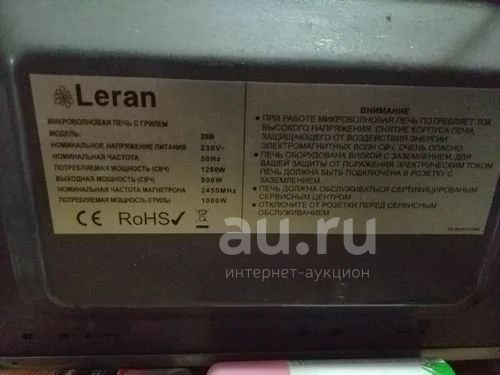 Leran
МИКРОВОЛНОВАЯ ПЕЧЬ С ГРИЛЕМ
МОДЕЛЬ: 25H
НОМИНАЛЬНОЕ НАПРЯЖЕНИЕ ПИТАНИЯ 230V~
НОМИНАЛЬНАЯ ЧАСТОТА 50Hz
ПОТРЕБЛЯЕМАЯ МОЩНОСТЬ (СВЧ) 1250W
ВЫХОДНАЯ МОЩНОСТЬ (СВЧ) 800W
НОМИНАЛЬНАЯ ЧАСТОТА МАГНЕТРОНА 2450MHz
ПОТРЕБЛЯЕМАЯ МОЩНОСТЬ (ГРИЛЬ) 1000W
CE RoHS✓
ВНИМАНИЕ
• ПРИ РАБОТЕ МИКРОВОЛНОВАЯ ПЕЧЬ ПОТРЕБЛЯЕТ ТОК
ВЫСОКОГО НАПРЯЖЕНИЯ. СНЯТИЕ КОРПУСА ПЕЧИ,
ЗАЩИЩАЮЩЕГО ОТ ВОЗДЕЙСТВИЯ ЭНЕРГИИ
ЭЛЕКТРОМАГНИТНЫХ ВОЛН СВЧ, ОЧЕНЬ ОПАСНО.
• ПЕЧЬ ОБОРУДОВАНА ВИЛКОЙ С ЗАЗЕМЛЕНИЕМ, ДЛЯ
ВАШЕЙ ЗАЩИТЫ ОТ ПОРАЖЕНИЯ ЭЛЕКТРИЧЕСКИМ ТОКОМ
ПЕЧЬ ДОЛЖНА БЫТЬ ПОДКЛЮЧЕНА В РОЗЕТКУ С
ЗАЗЕМЛЕНИЕМ.
• ПЕЧЬ ДОЛЖНА ОБСЛУЖИВАТЬСЯ СЕРТИФИЦИРОВАННЫМ
СЕРВИСНЫМ ЦЕНТРОМ
• ОТКЛЮЧИТЕ ОТ РОЗЕТКИ ПЕРЕД СЕРВИСНЫМ
ОБСЛУЖИВАНИЕМ
au.ru
интернет-аукцион